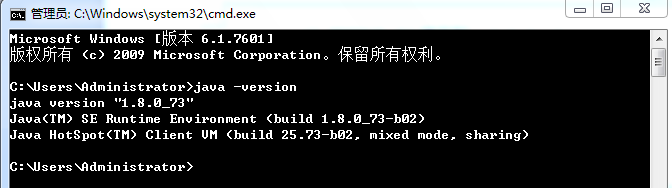 管理员: C:\Windows\system32\cmd.exe
Microsoft Windows [版本 6.1.7601]
版权所有 (c) 2009 Microsoft Corporation。保留所有权利。
C:\Users\Administrator>java -version
java version "1.8.0_73"
Java(TM) SE Runtime Environment (build 1.8.0_73-b02)
Java HotSpot(TM) Client VM (build 25.73-b02, mixed mode, sharing)
C:\Users\Administrator>